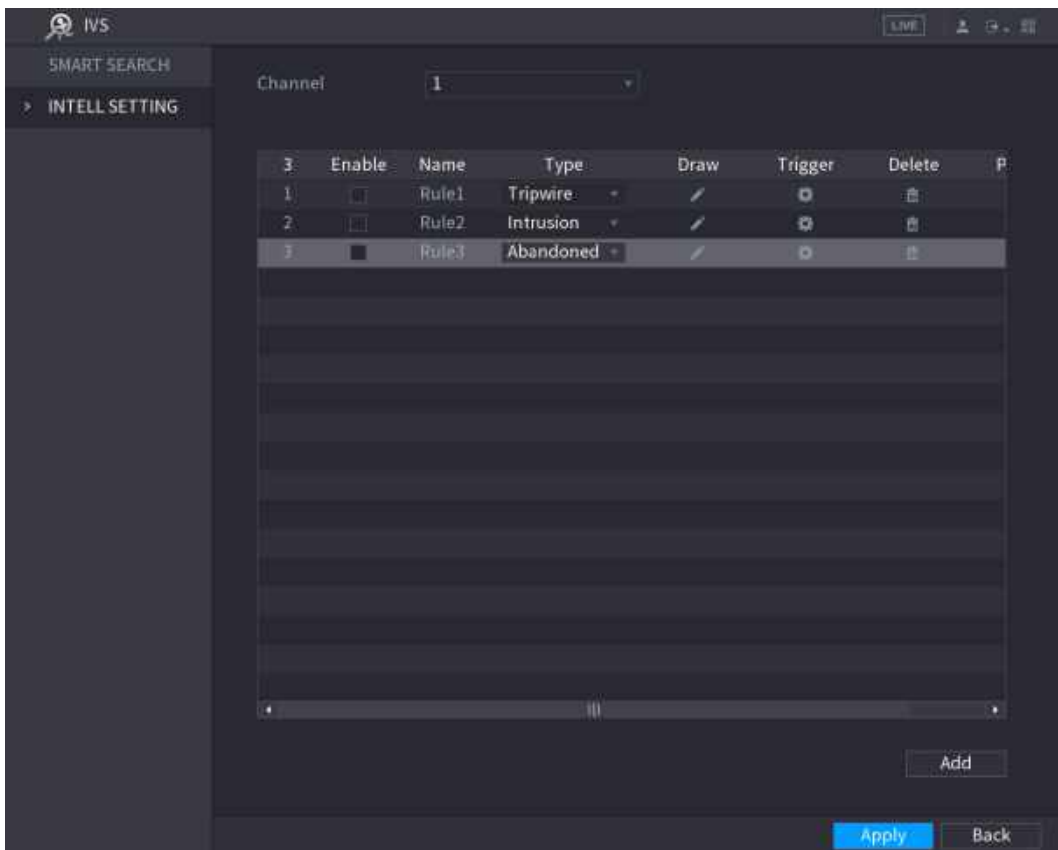 IVS LIVE
SMART SEARCH
INTELL SETTING
Channel 1
3 Enable Name Type Draw Trigger Delete P
1 Rule1 Tripwire
2 Rule2 Intrusion
3 Rule3 Abandoned
Add
Apply Back